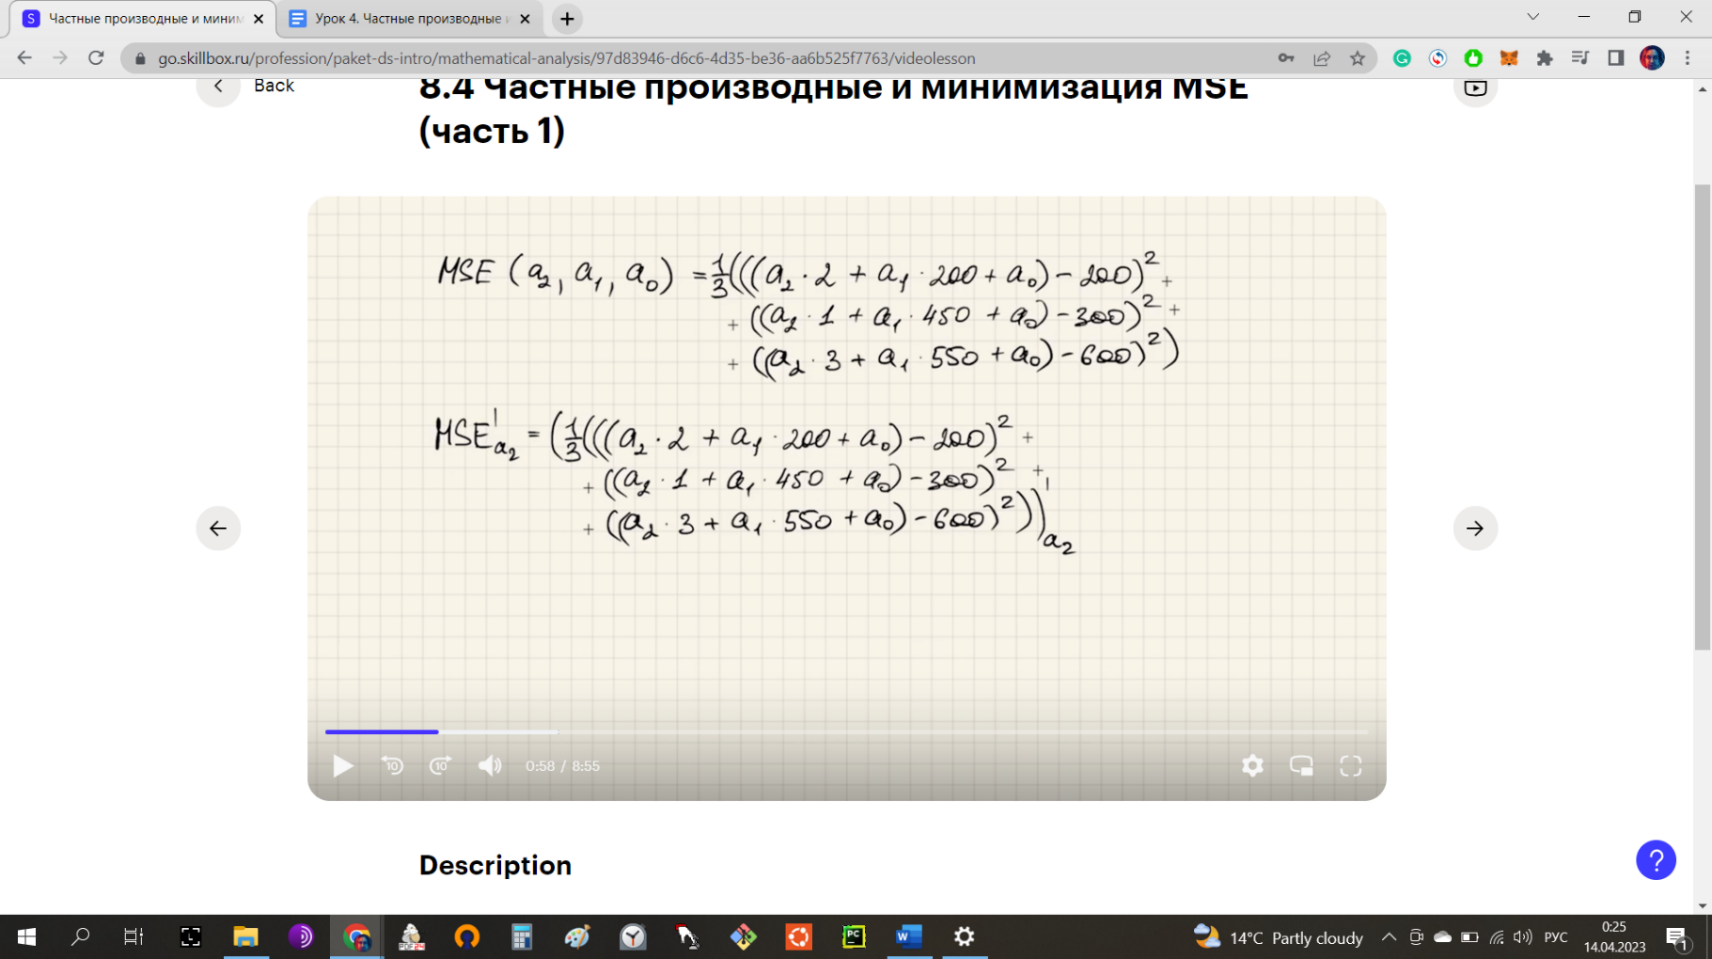 Частные производные и миним
Урок 4. Частные производные и
go.skillbox.ru/profession/paket-ds-intro/mathematical-analysis/97d83946-d6c6-4d35-be36-aa6b525f7763/videolesson
Back
8.4 Частные производные и минимизация MSE
(часть 1)
MSE (a₂, a₁, a₀) = 1/3(((a₂ · 2 + a₁ · 200 + a₀) - 200)² +
+ ((a₂ · 1 + a₁ · 450 + a₀) - 300)² +
+ ((a₂ · 3 + a₁ · 550 + a₀) - 600)²)
MSE'a₂ = (1/3(((a₂ · 2 + a₁ · 200 + a₀) - 200)² +
+ ((a₂ · 1 + a₁ · 450 + a₀) - 300)² +
+ ((a₂ · 3 + a₁ · 550 + a₀) - 600)²))'a₂
10 10 0:58 / 8:55
Description
?
14°C Partly cloudy РУС 0:25
14.04.2023 1